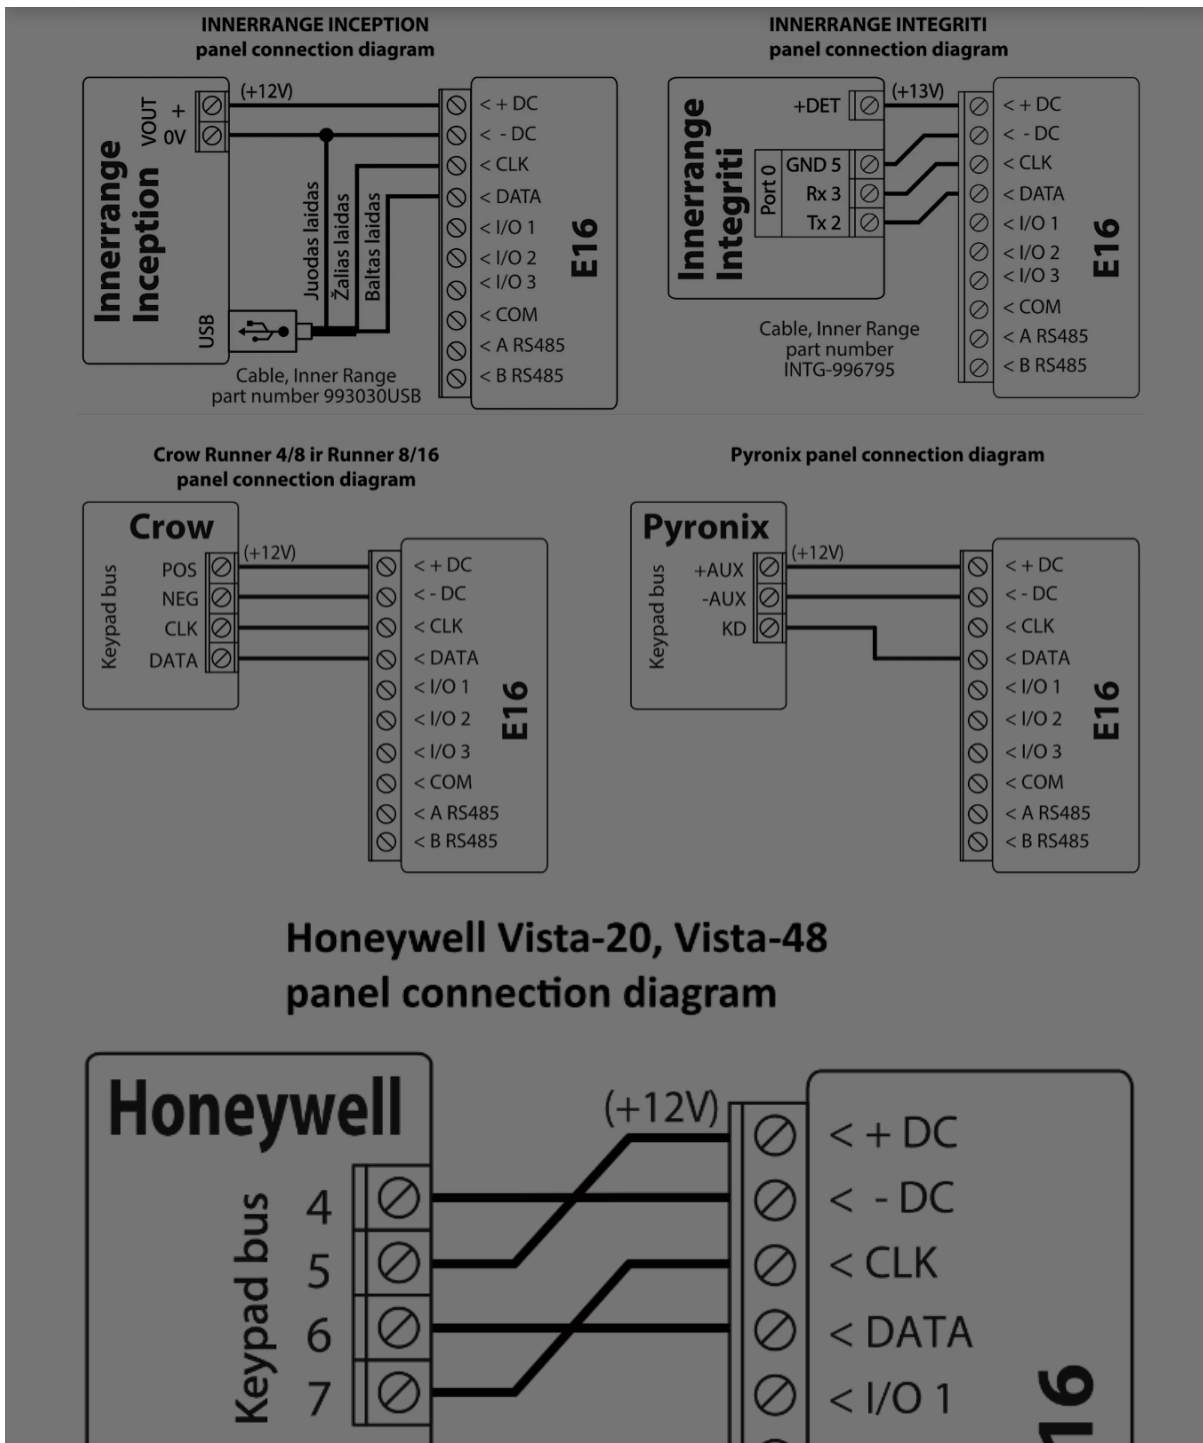 INNERRANGE INCEPTION
panel connection diagram
Innerrange
Inception
VOUT
+
0V
USB
(+12V)
Juodas laidas
Žalias laidas
Baltas laidas
< + DC
< - DC
< CLK
< DATA
< I/O 1
< I/O 2
< I/O 3
< COM
< A RS485
< B RS485
E16
Cable, Inner Range
part number 993030USB
INNERRANGE INTEGRITI
panel connection diagram
Innerrange
Integriti
+DET
Port 0
GND 5
Rx 3
Tx 2
(+13V)
< + DC
< - DC
< CLK
< DATA
< I/O 1
< I/O 2
< I/O 3
< COM
< A RS485
< B RS485
E16
Cable, Inner Range
part number
INTG-996795
Crow Runner 4/8 ir Runner 8/16
panel connection diagram
Crow
Keypad bus
POS
NEG
CLK
DATA
(+12V)
< + DC
< - DC
< CLK
< DATA
< I/O 1
< I/O 2
< I/O 3
< COM
< A RS485
< B RS485
E16
Pyronix panel connection diagram
Pyronix
Keypad bus
+AUX
-AUX
KD
(+12V)
< + DC
< - DC
< CLK
< DATA
< I/O 1
< I/O 2
< I/O 3
< COM
< A RS485
< B RS485
E16
Honeywell Vista-20, Vista-48
panel connection diagram
Honeywell
Keypad bus
4
5
6
7
(+12V)
< + DC
< - DC
< CLK
< DATA
< I/O 1
16